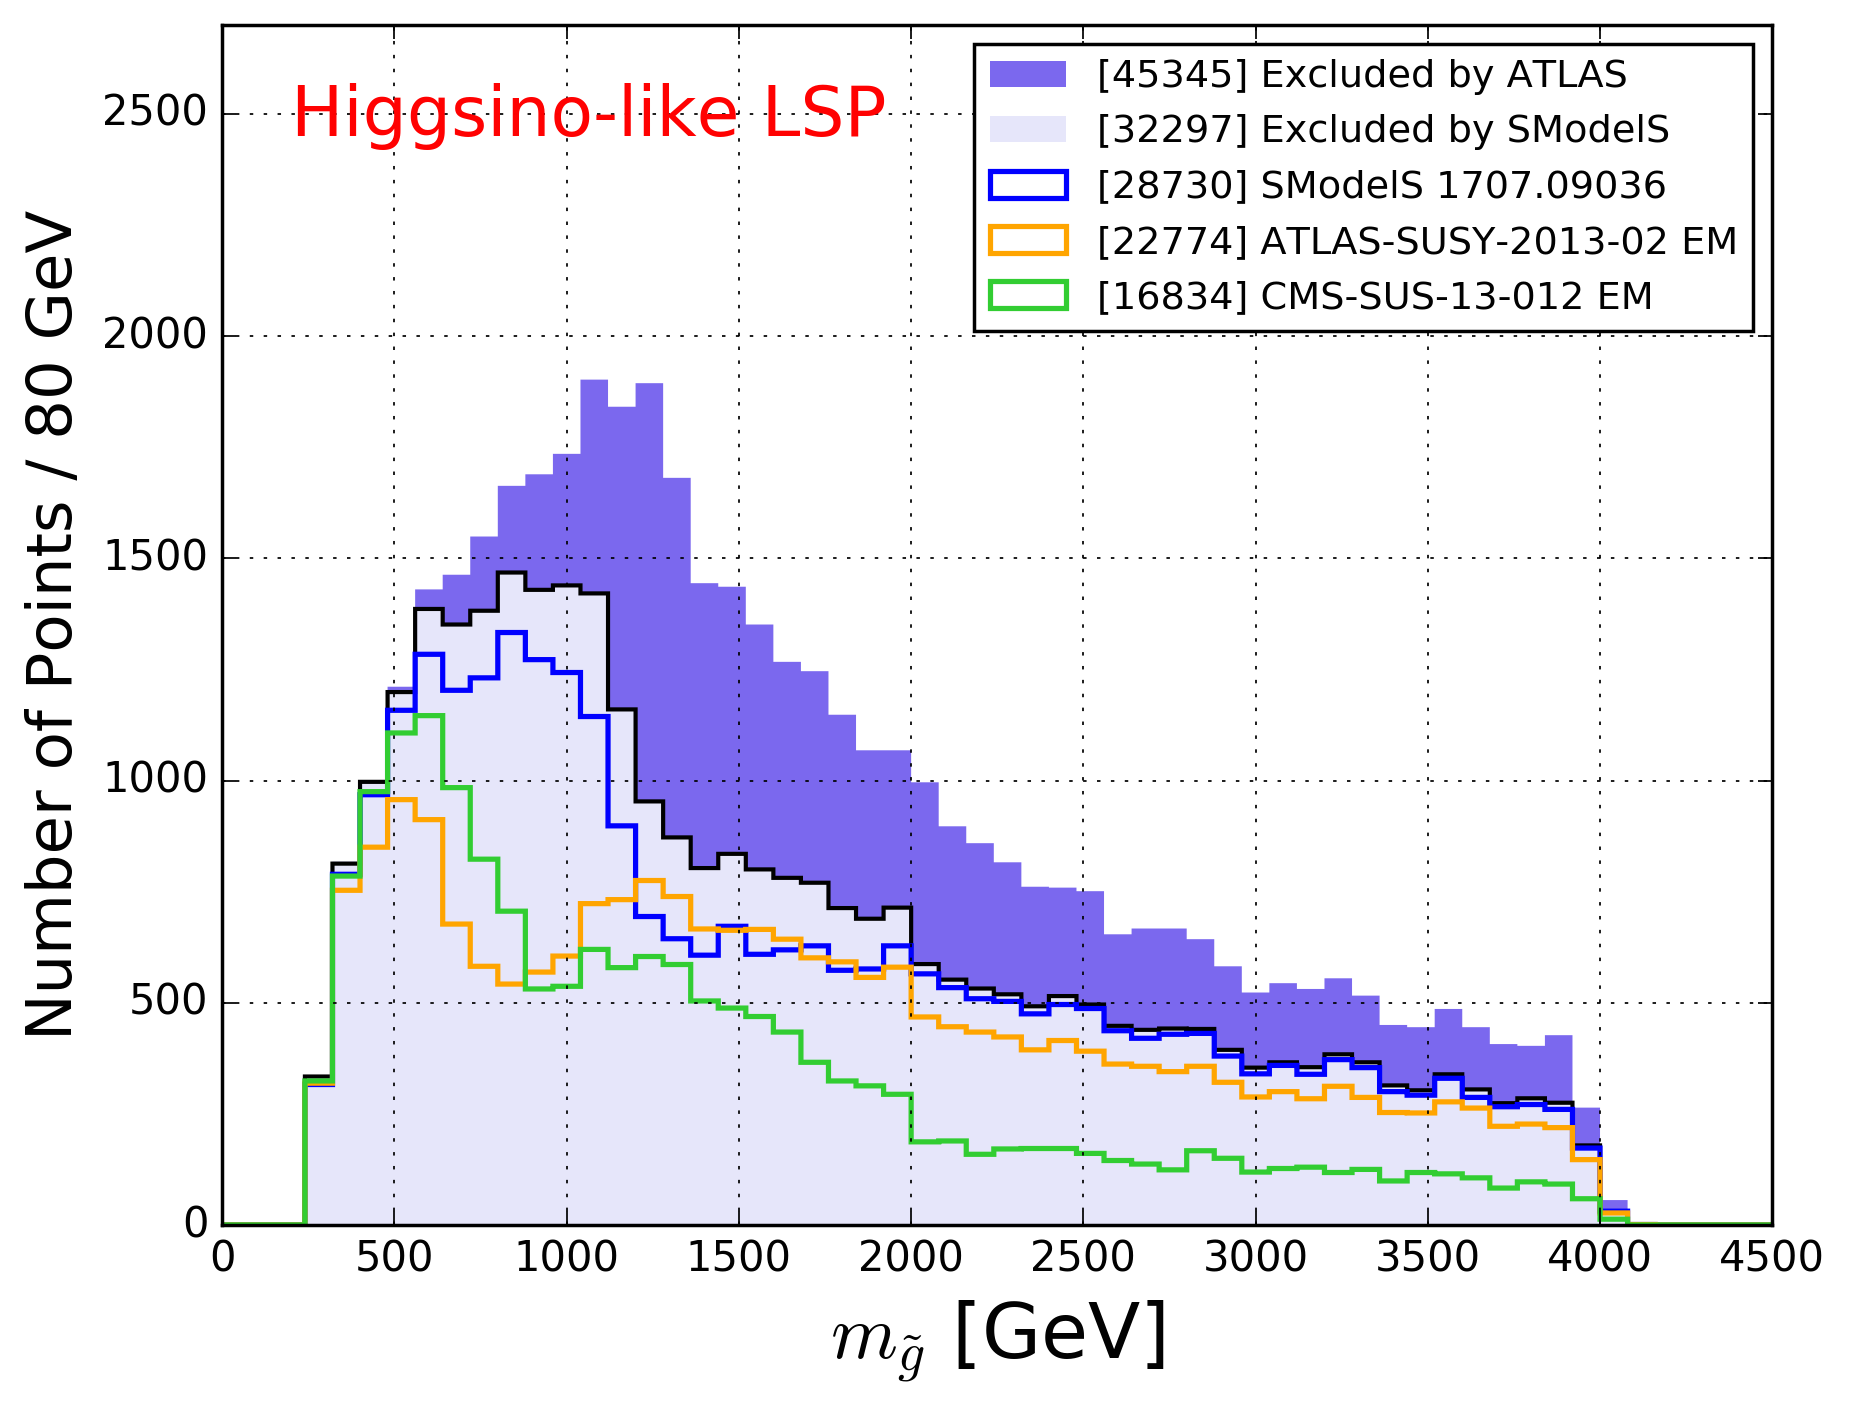 Higgsino-like LSP
[45345] Excluded by ATLAS
[32297] Excluded by SModelS
[28730] SModelS 1707.09036
[22774] ATLAS-SUSY-2013-02 EM
[16834] CMS-SUS-13-012 EM
Number of Points / 80 GeV
2500
2000
1500
1000
500
0
0 500 1000 1500 2000 2500 3000 3500 4000 4500
m_g̃ [GeV]